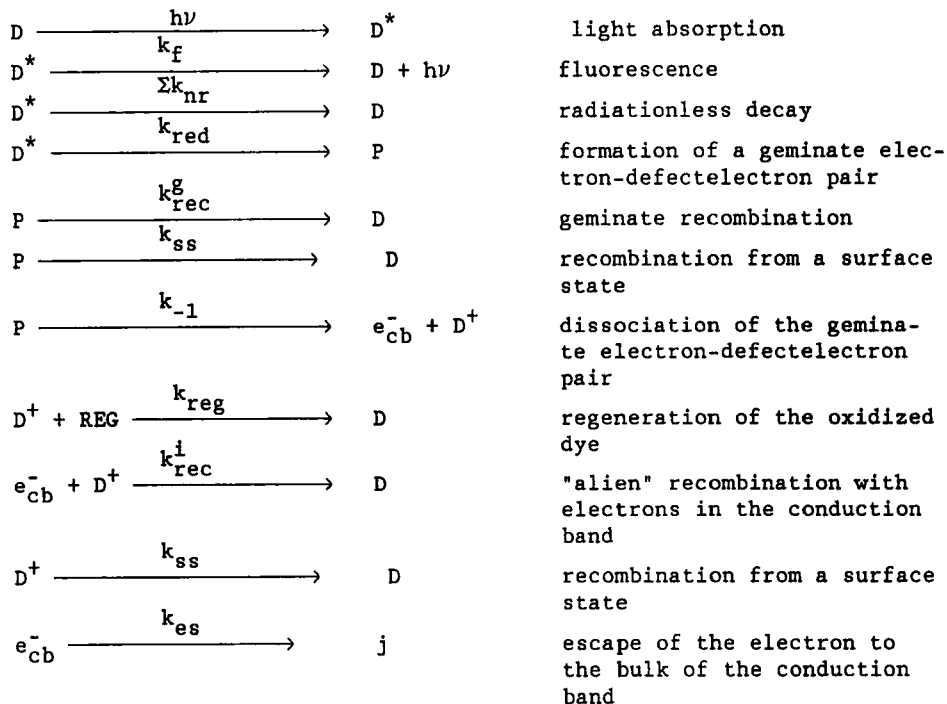 hν
D ⟶ D* light absorption
k_f
D* ⟶ D + hν fluorescence
Σk_nr
D* ⟶ D radiationless decay
k_red
D* ⟶ P formation of a geminate elec-
tron-defectelectron pair
k^g_rec
P ⟶ D geminate recombination
k_ss
P ⟶ D recombination from a surface
state
k_-1
P ⟶ e^-_cb + D^+ dissociation of the gemina-
te electron-defectelectron
pair
k_reg
D^+ + REG ⟶ D regeneration of the oxidized
dye
k^i_rec
e^-_cb + D^+ ⟶ D "alien" recombination with
electrons in the conduction
band
k_ss
D^+ ⟶ D recombination from a surface
state
k_es
e^-_cb ⟶ j escape of the electron to
the bulk of the conduction
band